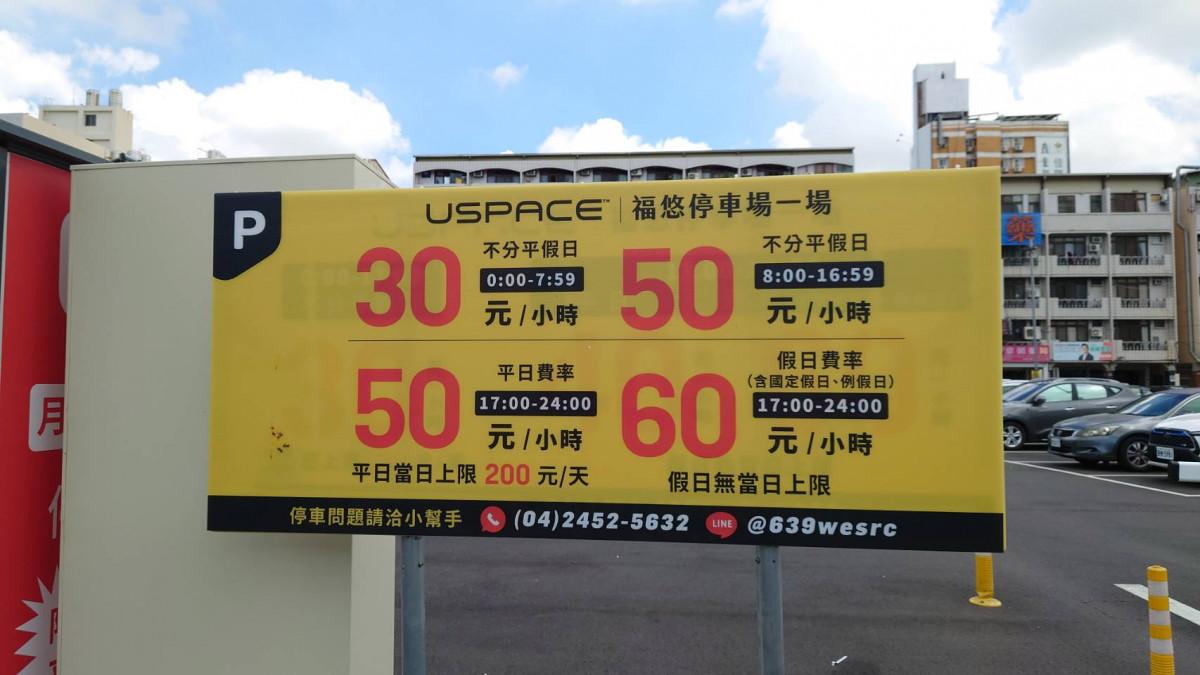 P
USPACE™ | 福悠停車場一場
30 不分平假日
0:00-7:59
元/小時
50 不分平假日
8:00-16:59
元/小時
50 平日費率
17:00-24:00
元/小時
平日當日上限 200 元/天
60 假日費率
(含國定假日、例假日)
17:00-24:00
元/小時
假日無當日上限
停車問題請洽小幫手 (04)2452-5632 LINE @639wesrc
藥
月